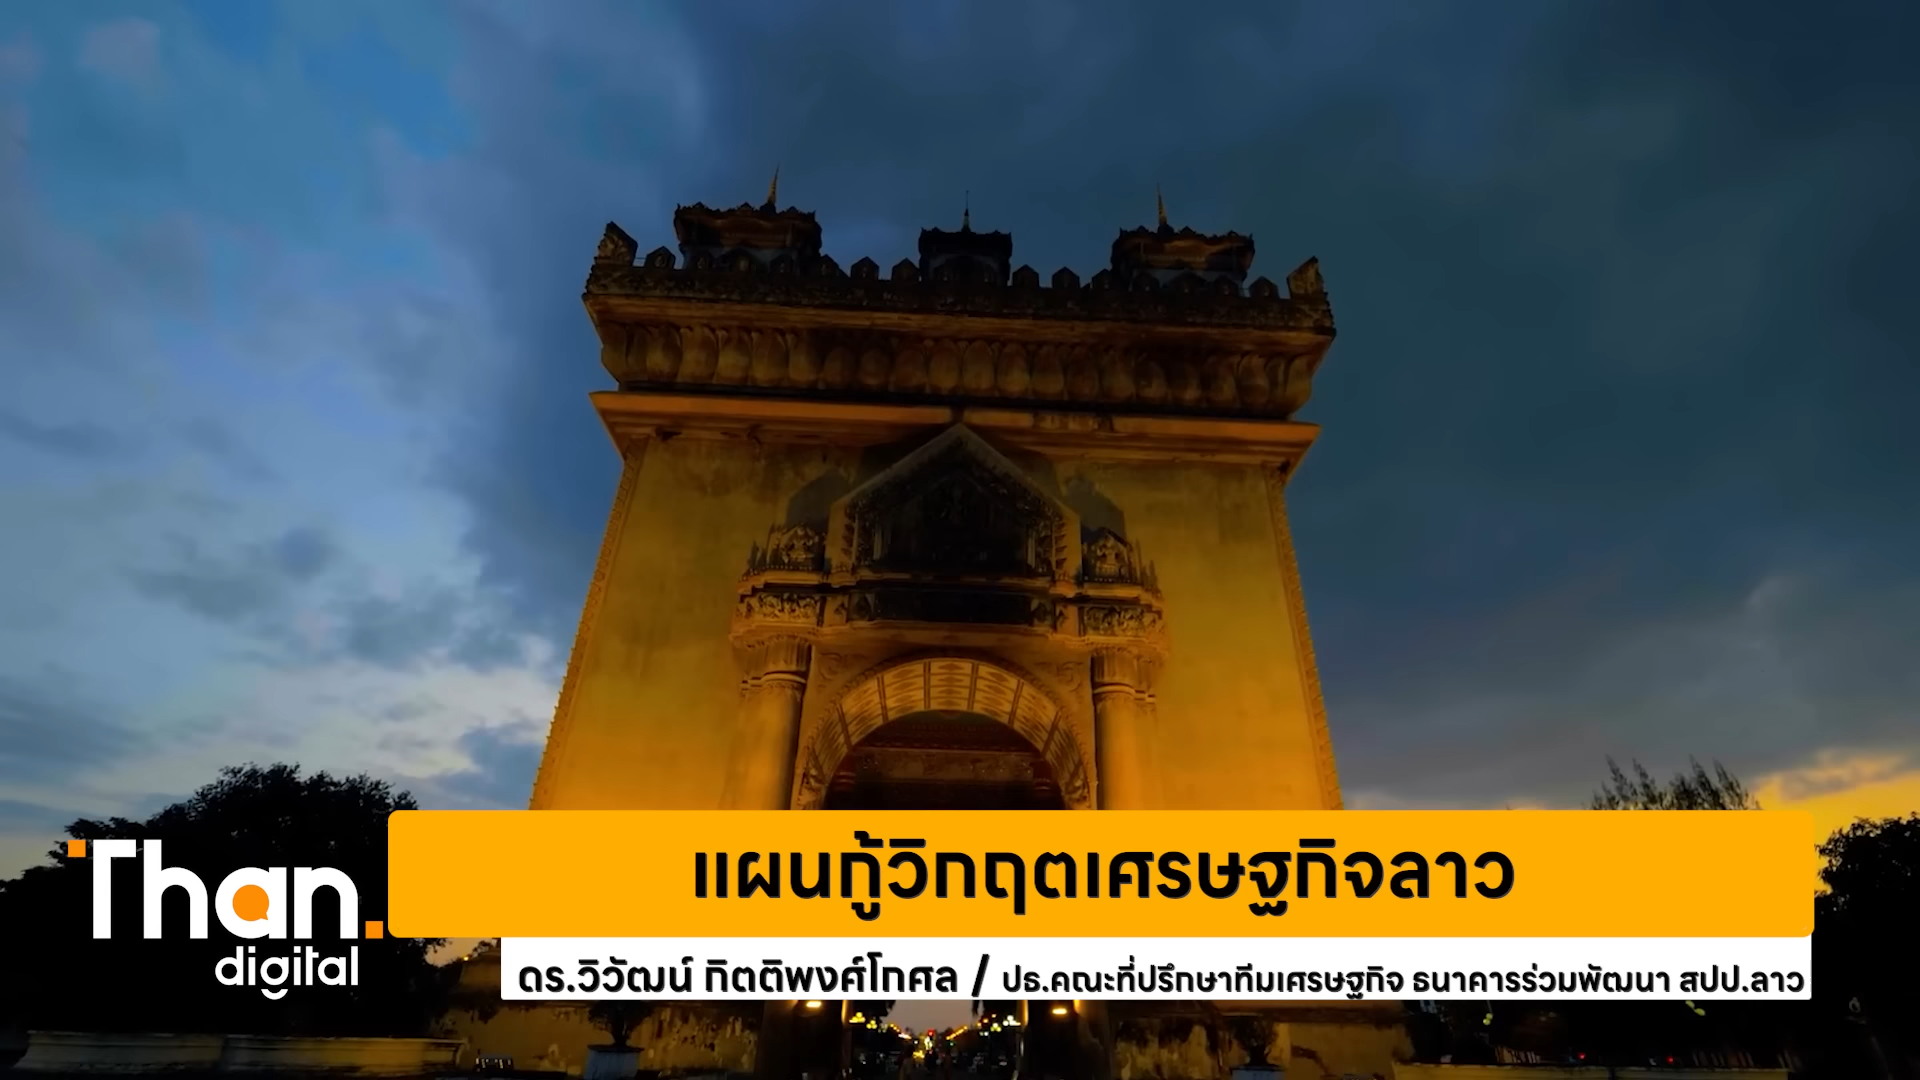 แผนกู้วิกฤตเศรษฐกิจลาว
Than.
digital
ดร.วิวัฒน์ กิตติพงศ์โกศล / ปธ.คณะที่ปรึกษาทีมเศรษฐกิจ ธนาคารร่วมพัฒนา สปป.ลาว